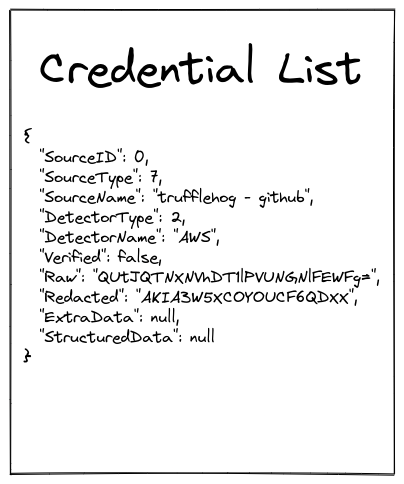 Credential List
{
"SourceID": 0,
"SourceType": 7,
"SourceName": "trufflehog - github",
"DetectorType": 2,
"DetectorName": "AWS",
"Verified": false,
"Raw": "QUtJQTNXNVhDT1lPVUNGNlFEWFg=",
"Redacted": "AKIA3W5XCOYOUCF6QDXX",
"ExtraData": null,
"StructuredData": null
}